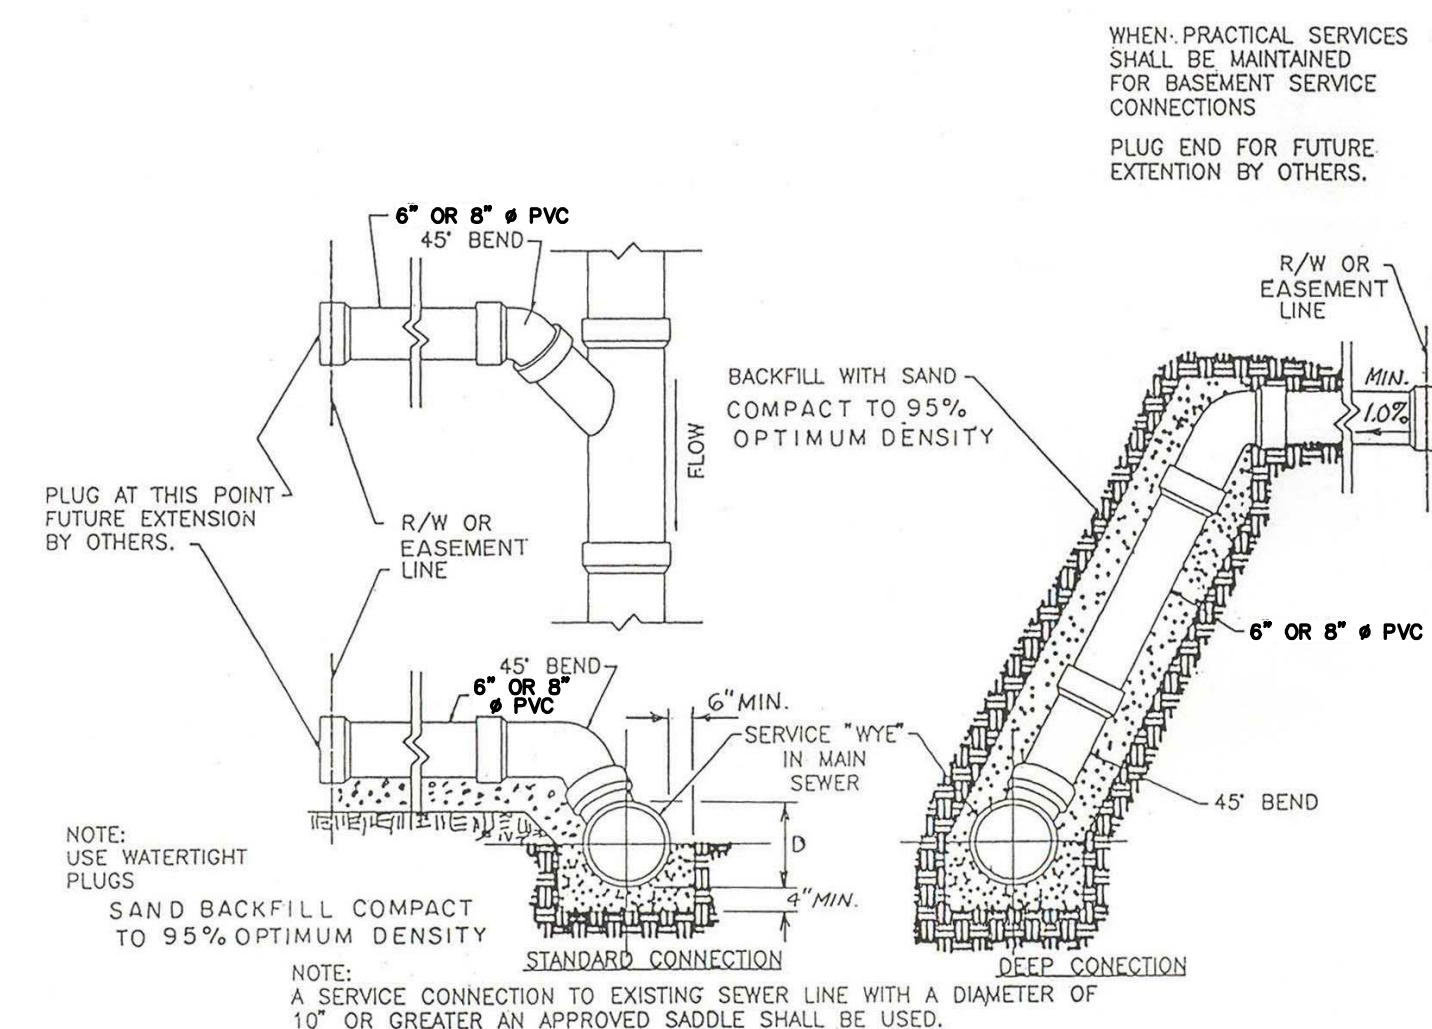 WHEN PRACTICAL SERVICES
SHALL BE MAINTAINED
FOR BASEMENT SERVICE
CONNECTIONS
PLUG END FOR FUTURE
EXTENTION BY OTHERS.
6" OR 8" ø PVC
45° BEND
R/W OR
EASEMENT
LINE
BACKFILL WITH SAND
COMPACT TO 95%
OPTIMUM DENSITY
MIN.
1.0%
FLOW
PLUG AT THIS POINT
FUTURE EXTENSION
BY OTHERS.
R/W OR
EASEMENT
LINE
6" OR 8" ø PVC
45° BEND
6" OR 8"
ø PVC
6" MIN.
SERVICE "WYE"
IN MAIN
SEWER
45° BEND
D
4" MIN.
NOTE:
USE WATERTIGHT
PLUGS
SAND BACKFILL COMPACT
TO 95% OPTIMUM DENSITY
STANDARD CONNECTION
DEEP CONECTION
NOTE:
A SERVICE CONNECTION TO EXISTING SEWER LINE WITH A DIAMETER OF
10" OR GREATER AN APPROVED SADDLE SHALL BE USED.